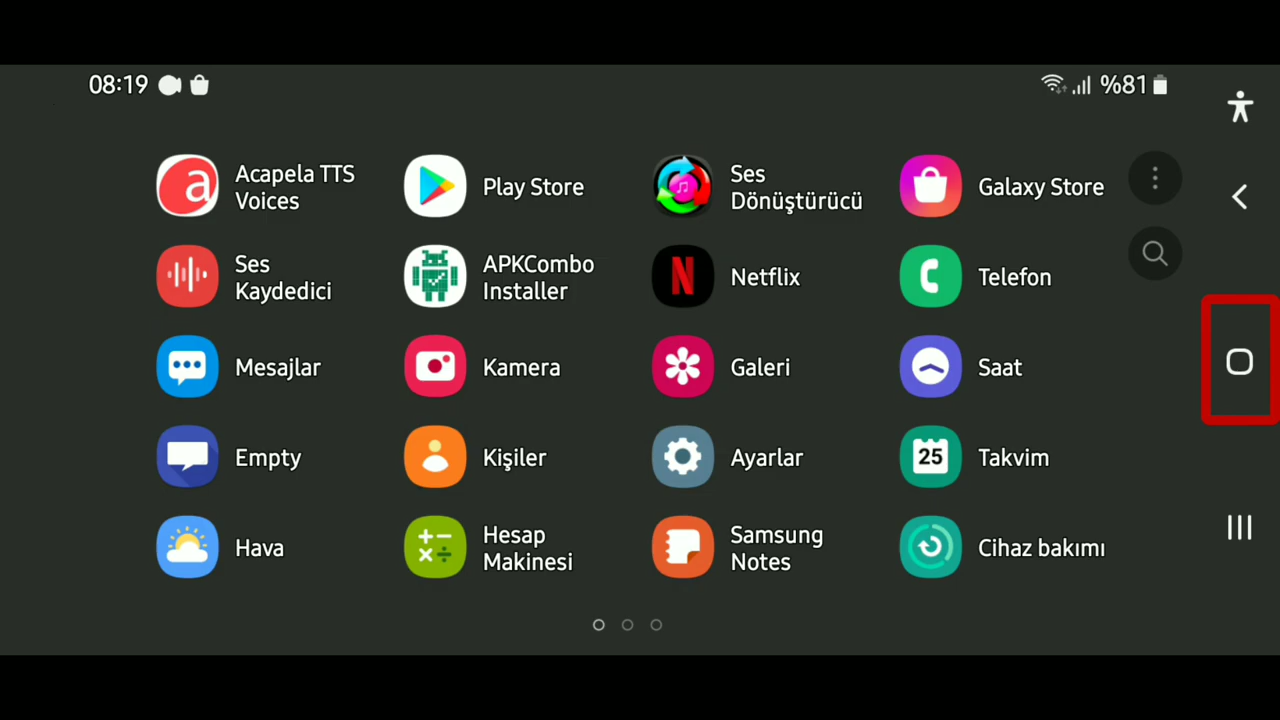 08:19
%81
Acapela TTS
Voices
Play Store
Ses
Dönüştürücü
Galaxy Store
Ses
Kaydedici
APKCombo
Installer
Netflix
Telefon
Mesajlar
Kamera
Galeri
Saat
Empty
Kişiler
Ayarlar
25
Takvim
Hava
Hesap
Makinesi
Samsung
Notes
Cihaz bakımı